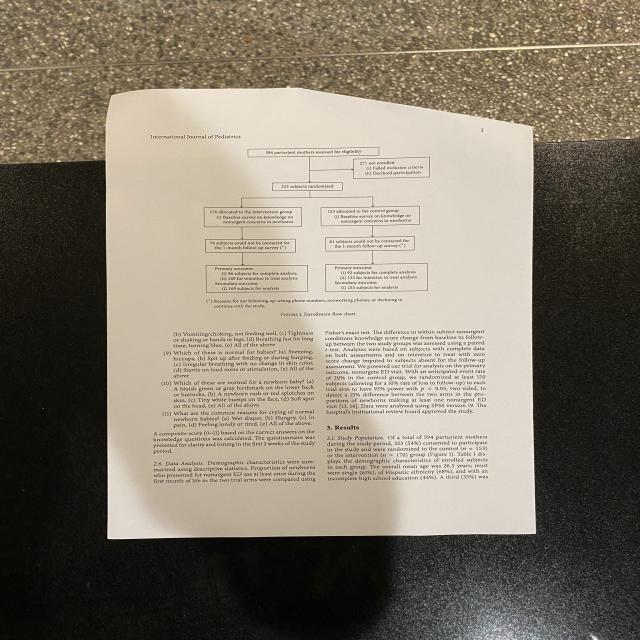 International Journal of Pediatrics
3
594 parturient mothers assessed for eligibility
271 not enrolled
(i) Failed inclusion criteria
(ii) Declined participation
323 subjects randomized
170 allocated to the intervention group
(i) Baseline survey on knowledge on
nonurgent concerns in newborns
153 allocated to the control group
(i) Baseline survey on knowledge on
nonurgent concerns in newborns
74 subjects could not be contacted for
the 1-month follow-up survey (*)
61 subjects could not be contacted for
the 1-month follow-up survey (*)
Primary outcome:
(i) 96 subjects for complete analysis
(ii) 169 for intention to treat analysis
Secondary outcome:
(i) 169 subjects for analysis
Primary outcome:
(i) 92 subjects for complete analysis
(ii) 153 for intention to treat analysis
Secondary outcome:
(i) 153 subjects for analysis
(*) Reasons for not following up: wrong phone numbers, nonworking phones, or declining to
continue with the study.
Figure 1: Enrollment flow chart.
(b) Vomiting/choking, not feeling well, (c) Tightness
or shaking of hands or legs, (d) Breathing fast for long
time, turning blue, (e) All of the above
(9) Which of these is normal for babies? (a) Sneezing,
hiccups, (b) Spit up after feeding or during burping,
(c) Irregular breathing with no change in skin color,
(d) Startle on loud noise or stimulation, (e) All of the
above
(10) Which of these are normal for a newborn baby? (a)
A bluish green or gray birthmark on the lower back
or buttocks, (b) A newborn rash or red splotches on
skin, (c) Tiny white bumps on the face, (d) Soft spot
on the head, (e) All of the above
(11) What are the common reasons for crying of normal
newborn babies? (a) Wet diaper, (b) Hungry, (c) In
pain, (d) Feeling lonely or tired, (e) All of the above.
A composite score (0–11) based on the correct answers on the
knowledge questions was calculated. The questionnaire was
pretested for clarity and timing in the first 2 weeks of the study
period.
2.6. Data Analysis. Demographic characteristics were sum-
marized using descriptive statistics. Proportion of newborns
who presented for nonurgent ED use at least once during the
first month of life in the two trial arms were compared using
Fisher's exact test. The difference in within subject nonurgent
conditions knowledge score change from baseline to follow-
up between the two study groups was assessed using a paired
t-test. Analyses were based on subjects with complete data
on both assessments and on intention to treat with zero
score change imputed to subjects absent for the follow-up
assessment. We powered our trial for analysis on the primary
outcome, nonurgent ED visit. With an anticipated event rate
of 20% in the control group, we randomized at least 150
subjects (allowing for a 10% rate of loss to follow-up) to each
trial arm to have 95% power with p < 0.05, two sided, to
detect a 15% difference between the two arms in the pro-
portions of newborns making at least one nonurgent ED
visit [13, 14]. Data were analyzed using SPSS version 19. The
hospital's institutional review board approved the study.
3. Results
3.1. Study Population. Of a total of 594 parturient mothers
during the study period, 323 (54%) consented to participate
in the study and were randomized to the control (n = 153)
or the intervention (n = 170) group (Figure 1). Table 1 dis-
plays the demographic characteristics of enrolled subjects
in each group. The overall mean age was 26.5 years; most
were single (61%), of Hispanic ethnicity (68%), and with an
incomplete high school education (44%). A third (35%) was